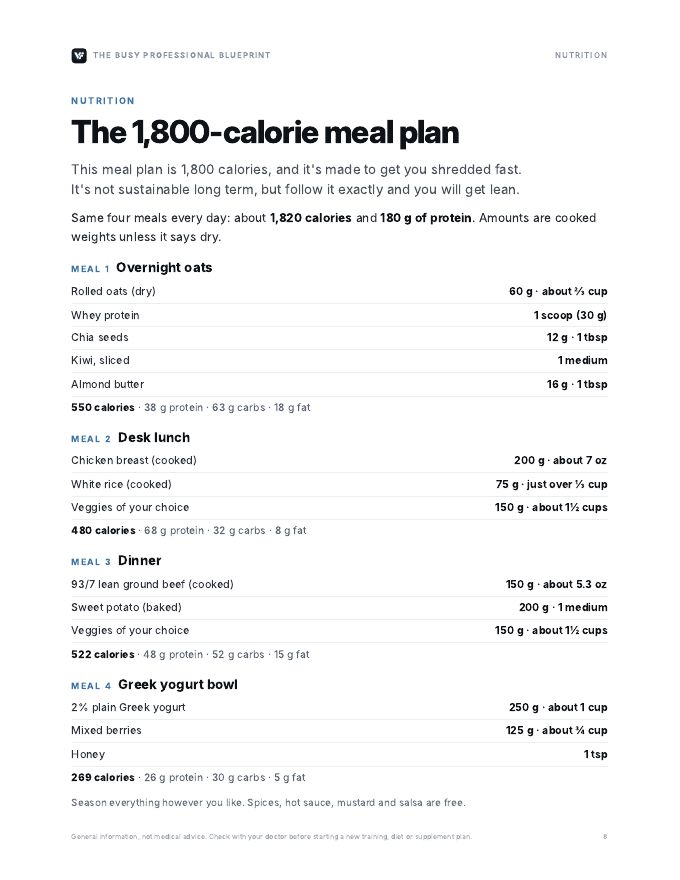 THE BUSY PROFESSIONAL BLUEPRINT NUTRITION
NUTRITION
The 1,800-calorie meal plan
This meal plan is 1,800 calories, and it's made to get you shredded fast.
It's not sustainable long term, but follow it exactly and you will get lean.
Same four meals every day: about 1,820 calories and 180 g of protein. Amounts are cooked
weights unless it says dry.
MEAL 1 Overnight oats
Rolled oats (dry) 60 g · about ⅔ cup
Whey protein 1 scoop (30 g)
Chia seeds 12 g · 1 tbsp
Kiwi, sliced 1 medium
Almond butter 16 g · 1 tbsp
550 calories · 38 g protein · 63 g carbs · 18 g fat
MEAL 2 Desk lunch
Chicken breast (cooked) 200 g · about 7 oz
White rice (cooked) 75 g · just over ⅓ cup
Veggies of your choice 150 g · about 1½ cups
480 calories · 68 g protein · 32 g carbs · 8 g fat
MEAL 3 Dinner
93/7 lean ground beef (cooked) 150 g · about 5.3 oz
Sweet potato (baked) 200 g · 1 medium
Veggies of your choice 150 g · about 1½ cups
522 calories · 48 g protein · 52 g carbs · 15 g fat
MEAL 4 Greek yogurt bowl
2% plain Greek yogurt 250 g · about 1 cup
Mixed berries 125 g · about ¾ cup
Honey 1 tsp
269 calories · 26 g protein · 30 g carbs · 5 g fat
Season everything however you like. Spices, hot sauce, mustard and salsa are free.
General information, not medical advice. Check with your doctor before starting a new training, diet or supplement plan. 8